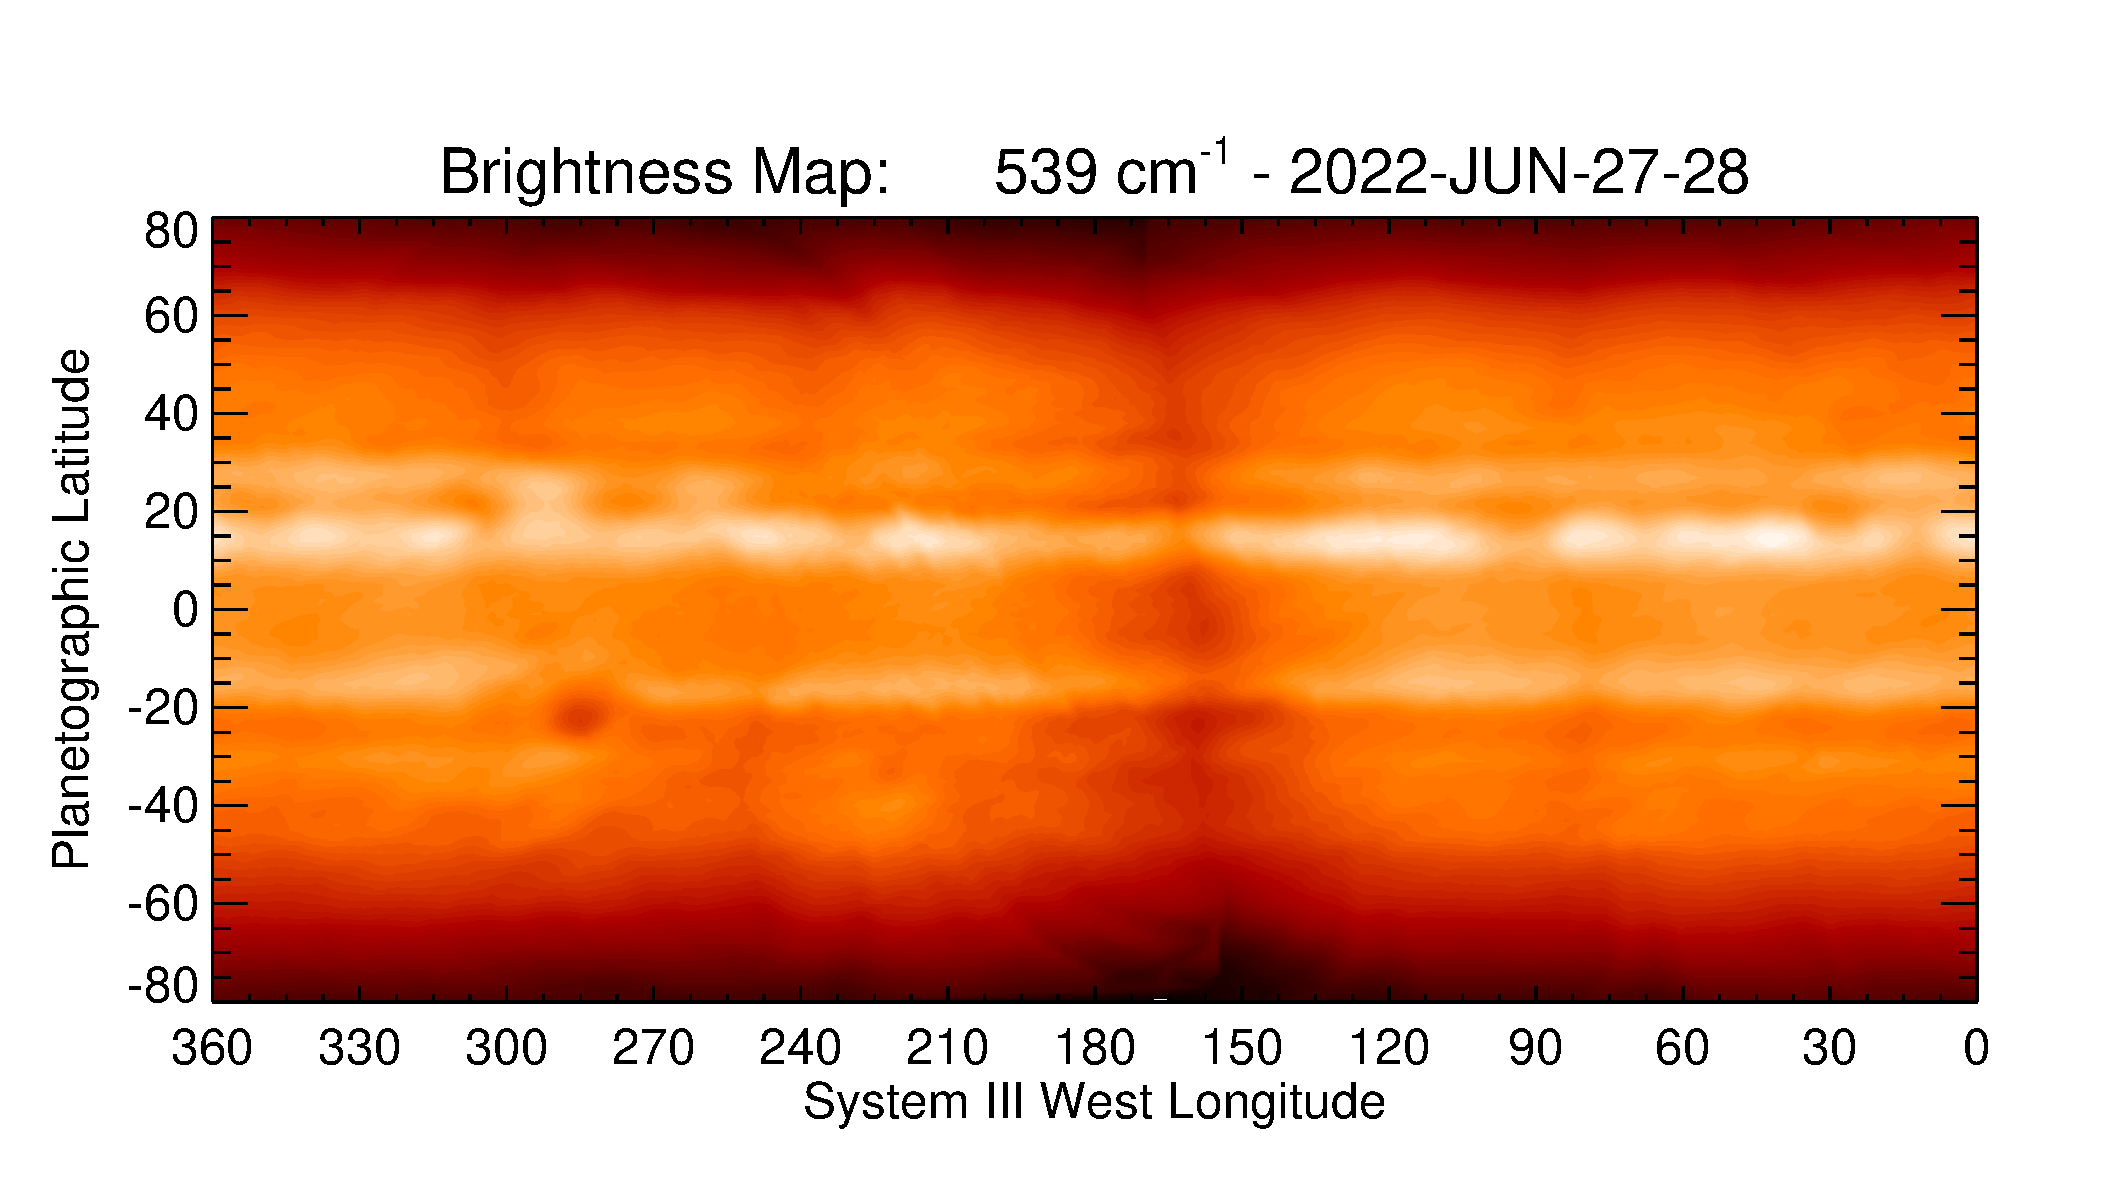 Brightness Map: 539 cm⁻¹ - 2022-JUN-27-28
Planetographic Latitude
80
60
40
20
0
-20
-40
-60
-80
360 330 300 270 240 210 180 150 120 90 60 30 0
System III West Longitude